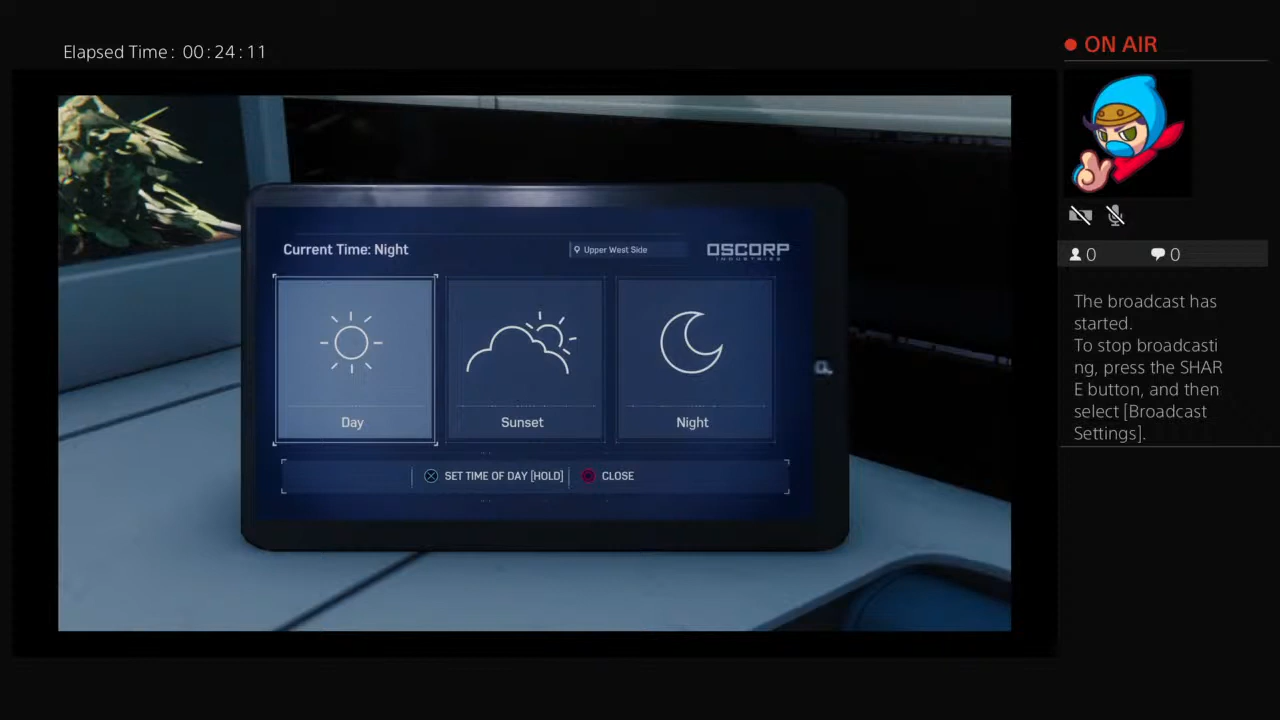 Elapsed Time: 00:24:11
ON AIR
Current Time: Night
Upper West Side
OSCORP
INDUSTRIES
Day
Sunset
Night
SET TIME OF DAY [HOLD]
CLOSE
0
0
The broadcast has
started.
To stop broadcasti
ng, press the SHAR
E button, and then
select [Broadcast
Settings].